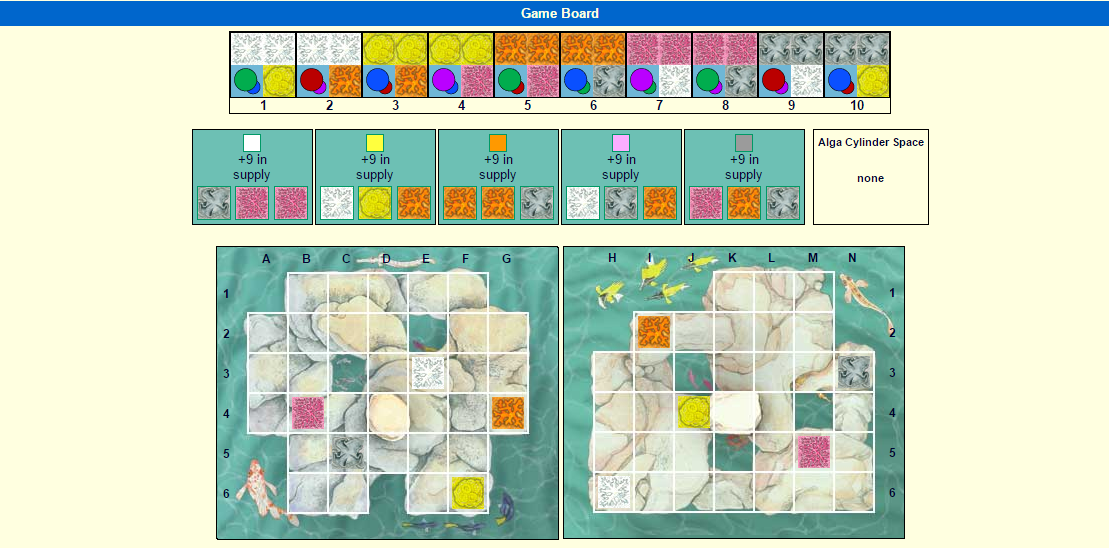 Game Board
1 2 3 4 5 6 7 8 9 10
+9 in +9 in +9 in +9 in +9 in Alga Cylinder Space
supply supply supply supply supply none
A B C D E F G H I J K L M N
1 1
2 2
3 3
4 4
5 5
6 6